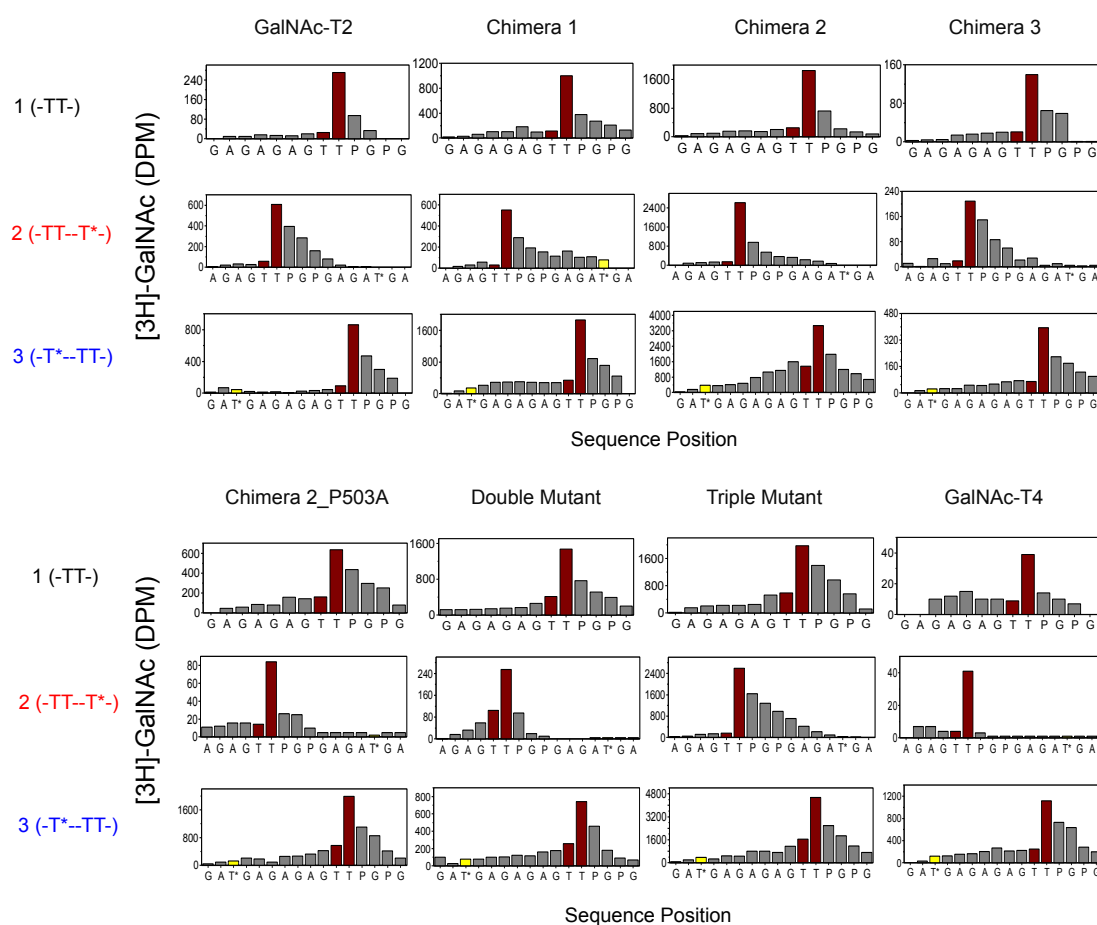 GalNAc-T2 Chimera 1 Chimera 2 Chimera 3
1 (-TT-)
240 160 80 0
1200 800 400 0
1600 800 0
160 80 0
G A G A G A G T T P G P G
G A G A G A G T T P G P G
G A G A G A G T T P G P G
G A G A G A G T T P G P G
[3H]-GalNAc (DPM)
2 (-TT--T*-)
600 400 200 0
600 400 200 0
2400 1600 800 0
240 160 80 0
A G A G T T P G P G A G A T* G A
A G A G T T P G P G A G A T* G A
A G A G T T P G P G A G A T* G A
A G A G T T P G P G A G A T* G A
3 (-T*--TT-)
800 400 0
1600 800 0
4000 3200 2400 1600 800 0
480 320 160 0
G A T* G A G A G A G T T P G P G
G A T* G A G A G A G T T P G P G
G A T* G A G A G A G T T P G P G
G A T* G A G A G A G T T P G P G
Sequence Position
Chimera 2_P503A Double Mutant Triple Mutant GalNAc-T4
1 (-TT-)
600 400 200 0
1600 800 0
1600 800 0
40 20 0
G A G A G A G T T P G P G
G A G A G A G T T P G P G
G A G A G A G T T P G P G
G A G A G A G T T P G P G
[3H]-GalNAc (DPM)
2 (-TT--T*-)
80 60 40 20 0
240 160 80 0
2400 1600 800 0
40 20 0
A G A G T T P G P G A G A T* G A
A G A G T T P G P G A G A T* G A
A G A G T T P G P G A G A T* G A
A G A G T T P G P G A G A T* G A
3 (-T*--TT-)
1600 800 0
800 600 400 200 0
4800 3200 1600 0
1200 800 400 0
G A T* G A G A G A G T T P G P G
G A T* G A G A G A G T T P G P G
G A T* G A G A G A G T T P G P G
G A T* G A G A G A G T T P G P G
Sequence Position